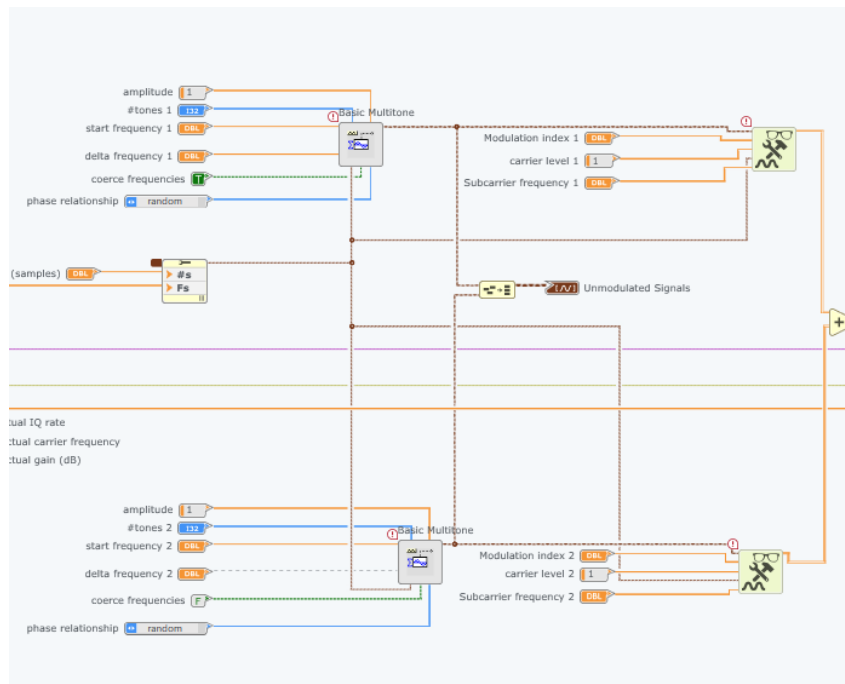 amplitude 1
#tones 1 I32
Basic Multitone
start frequency 1 DBL
delta frequency 1 DBL
coerce frequencies T
phase relationship random
Modulation index 1 DBL
carrier level 1 1
Subcarrier frequency 1 DBL
(samples) DBL
#s
Fs
Unmodulated Signals
+
tual IQ rate
ctual carrier frequency
ctual gain (dB)
amplitude 1
#tones 2 I32
Basic Multitone
start frequency 2 DBL
delta frequency 2 DBL
coerce frequencies F
phase relationship random
Modulation index 2 DBL
carrier level 2 1
Subcarrier frequency 2 DBL